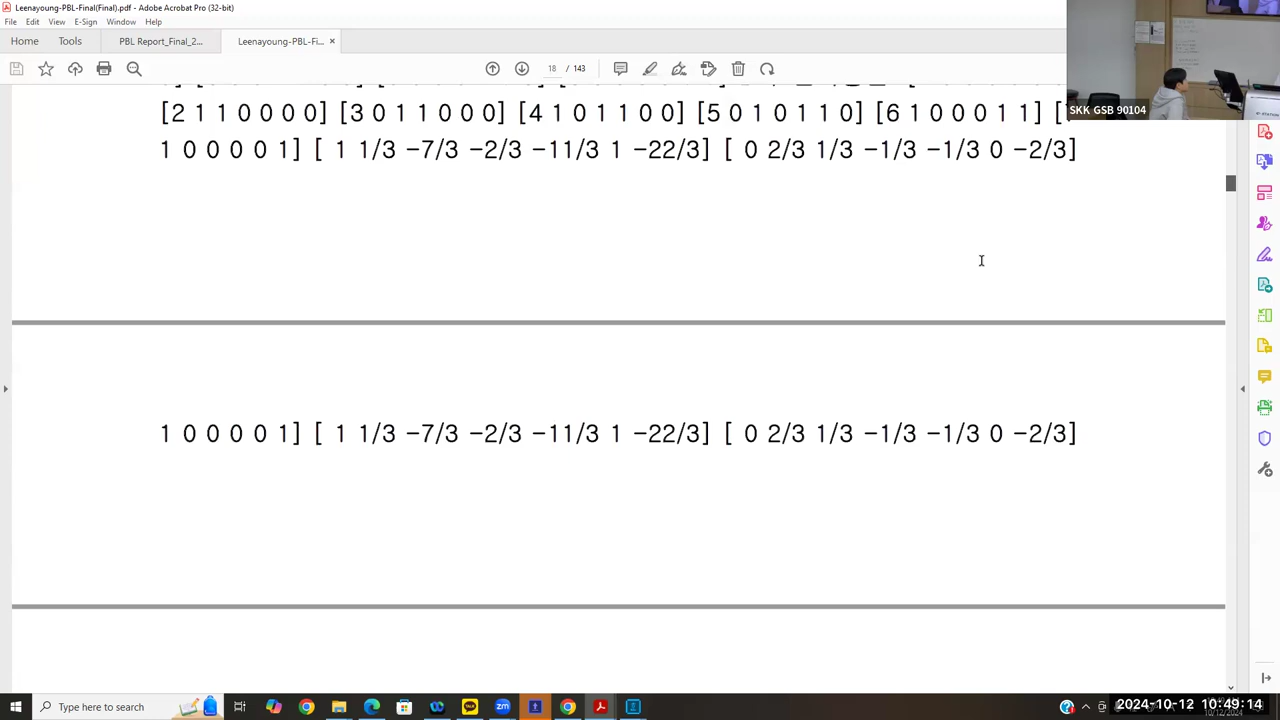 Leenayoung-PBL-Final(Final).pdf - Adobe Acrobat Pro (32-bit)
File Edit View E-Sign Window Help
Home Tools PBL Report_Final_2... Leenayoung-PBL-Fi... ×
18 / 143
SKK GSB 90104
[2 1 1 0 0 0 0] [3 0 1 1 0 0 0] [4 1 0 1 1 0 0] [5 0 1 0 1 1 0] [6 1 0 0 0 1 1]
1 0 0 0 0 1] [ 1 1/3 −7/3 −2/3 −11/3 1 −22/3] [ 0 2/3 1/3 −1/3 −1/3 0 −2/3]
1 0 0 0 0 1] [ 1 1/3 −7/3 −2/3 −11/3 1 −22/3] [ 0 2/3 1/3 −1/3 −1/3 0 −2/3]
Type here to search
2024-10-12 10:49:14